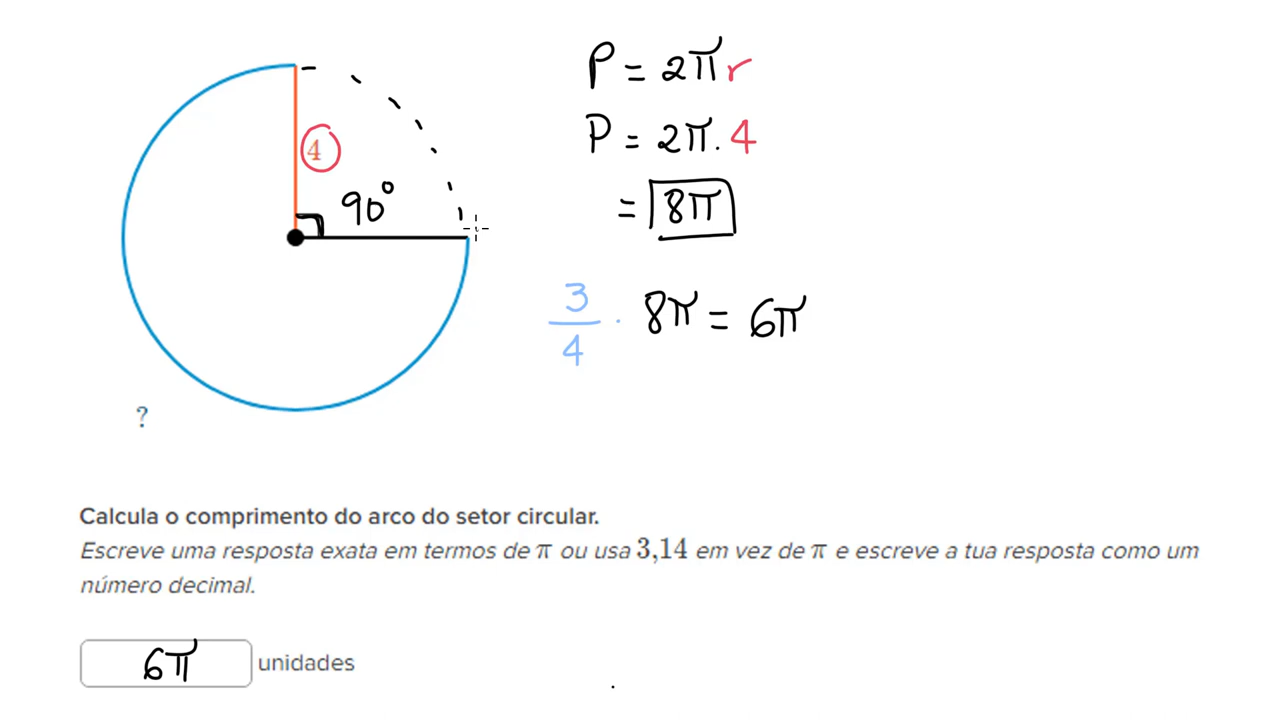 4
90°
?
P = 2πr
P = 2π.4
= 8π
3/4 · 8π = 6π
Calcula o comprimento do arco do setor circular.
Escreve uma resposta exata em termos de π ou usa 3,14 em vez de π e escreve a tua resposta como um
número decimal.
6π unidades